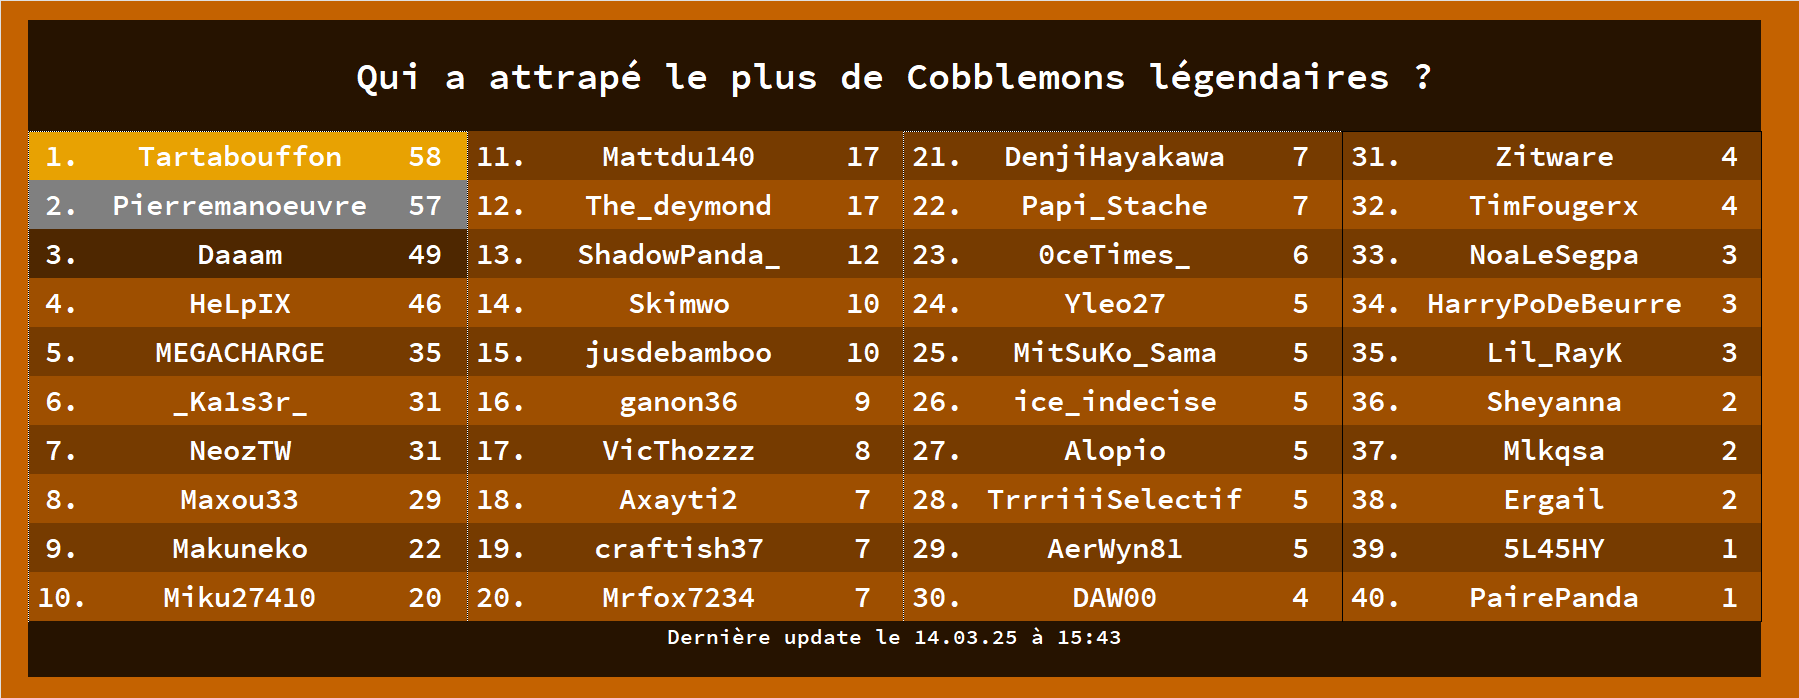 Qui a attrapé le plus de Cobblemons légendaires ?
1. Tartabouffon 58
2. Pierremanoeuvre 57
3. Daaam 49
4. HeLpIX 46
5. MEGACHARGE 35
6. _Ka1s3r_ 31
7. NeozTW 31
8. Maxou33 29
9. Makuneko 22
10. Miku27410 20
11. Mattdu140 17
12. The_deymond 17
13. ShadowPanda_ 12
14. Skimwo 10
15. jusdebamboo 10
16. ganon36 9
17. VicThozzz 8
18. Axayti2 7
19. craftish37 7
20. Mrfox7234 7
21. DenjiHayakawa 7
22. Papi_Stache 7
23. 0ceTimes_ 6
24. Yleo27 5
25. MitSuKo_Sama 5
26. ice_indecise 5
27. Alopio 5
28. TrrriiiSelectif 5
29. AerWyn81 5
30. DAW00 4
31. Zitware 4
32. TimFougerx 4
33. NoaLeSegpa 3
34. HarryPoDeBeurre 3
35. Lil_RayK 3
36. Sheyanna 2
37. Mlkqsa 2
38. Ergail 2
39. 5L45HY 1
40. PairePanda 1
Dernière update le 14.03.25 à 15:43